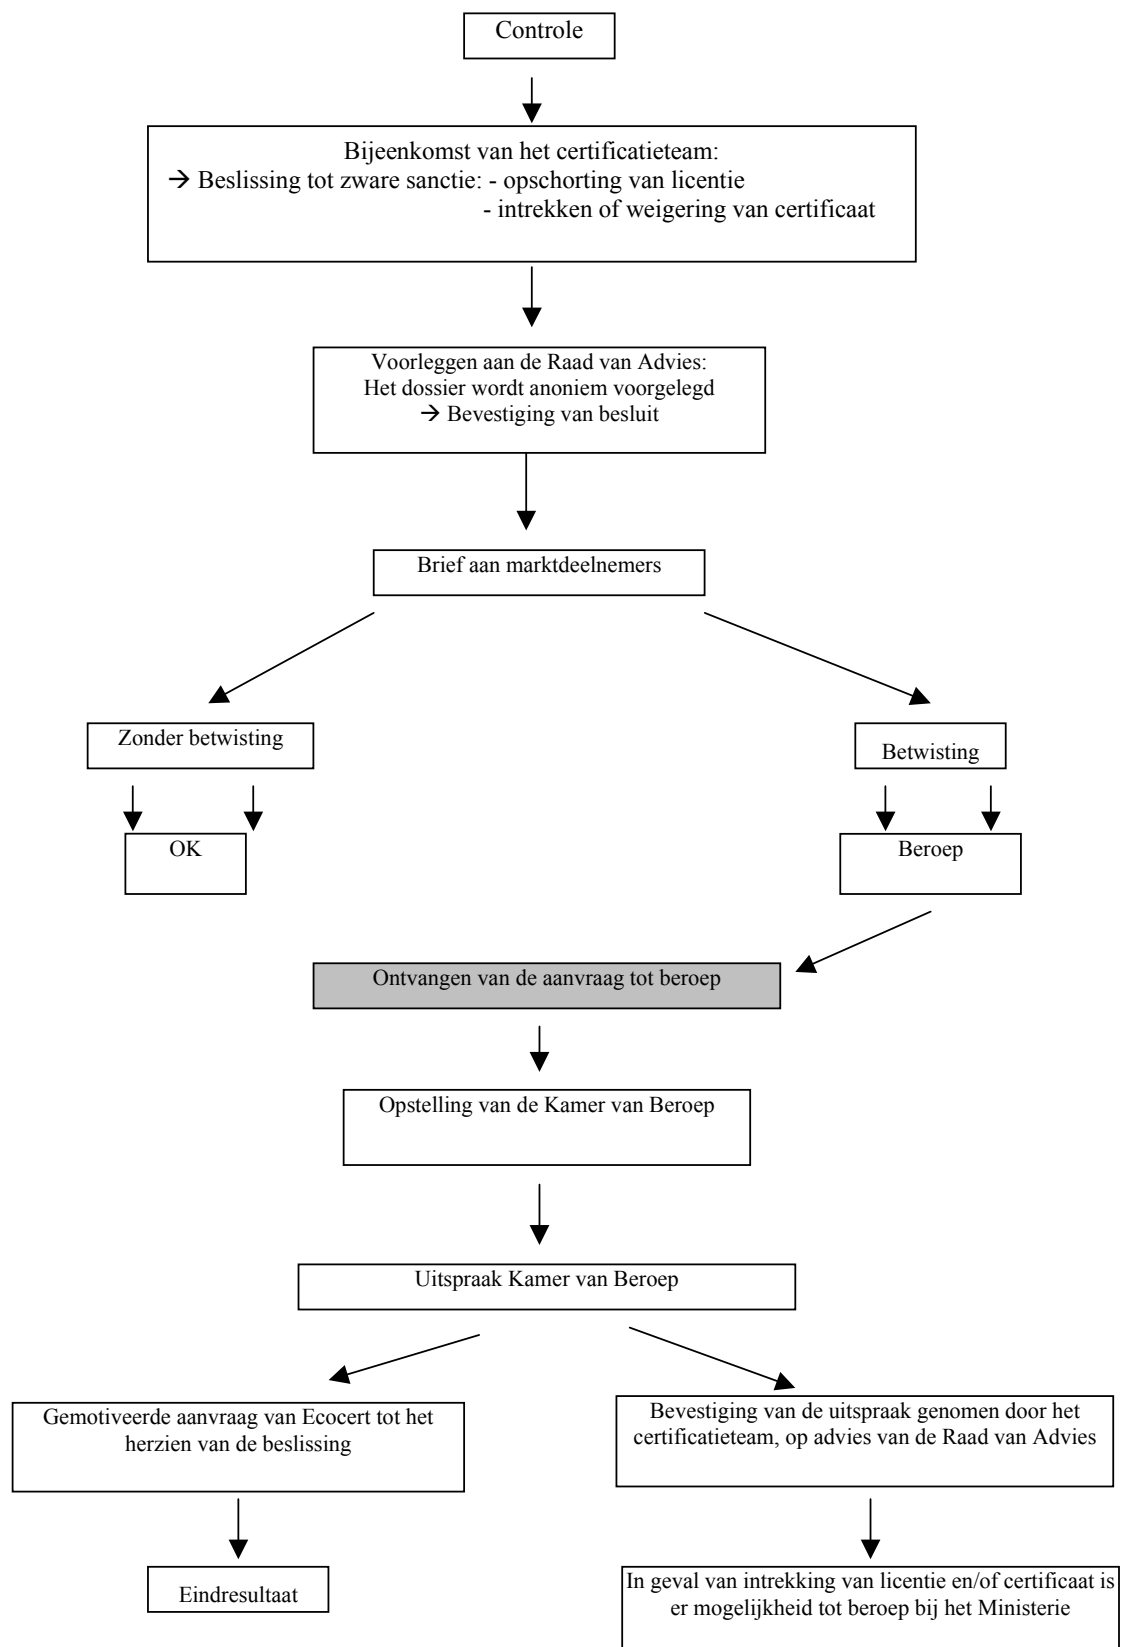 Controle
Bijeenkomst van het certificatieteam:
→ Beslissing tot zware sanctie: - opschorting van licentie
- intrekken of weigering van certificaat
Voorleggen aan de Raad van Advies:
Het dossier wordt anoniem voorgelegd
→ Bevestiging van besluit
Brief aan marktdeelnemers
Zonder betwisting
Betwisting
OK
Beroep
Ontvangen van de aanvraag tot beroep
Opstelling van de Kamer van Beroep
Uitspraak Kamer van Beroep
Gemotiveerde aanvraag van Ecocert tot het
herzien van de beslissing
Bevestiging van de uitspraak genomen door het
certificatieteam, op advies van de Raad van Advies
Eindresultaat
In geval van intrekking van licentie en/of certificaat is
er mogelijkheid tot beroep bij het Ministerie